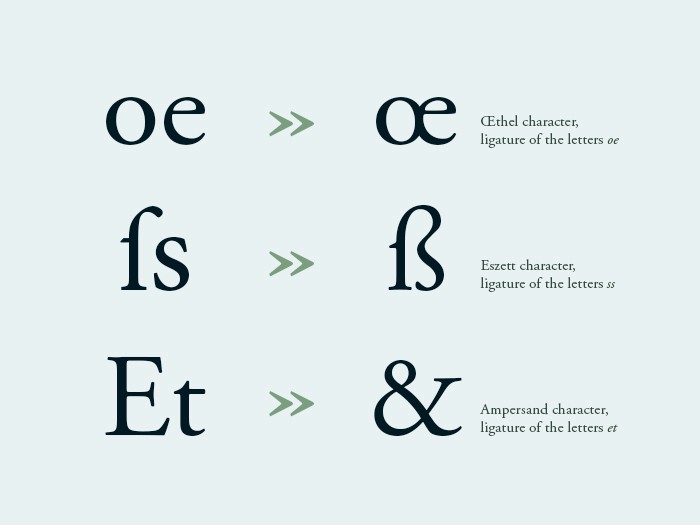 oe >> œ
Œthel character,
ligature of the letters oe
ſs >> ß
Eszett character,
ligature of the letters ss
Et >> &
Ampersand character,
ligature of the letters et